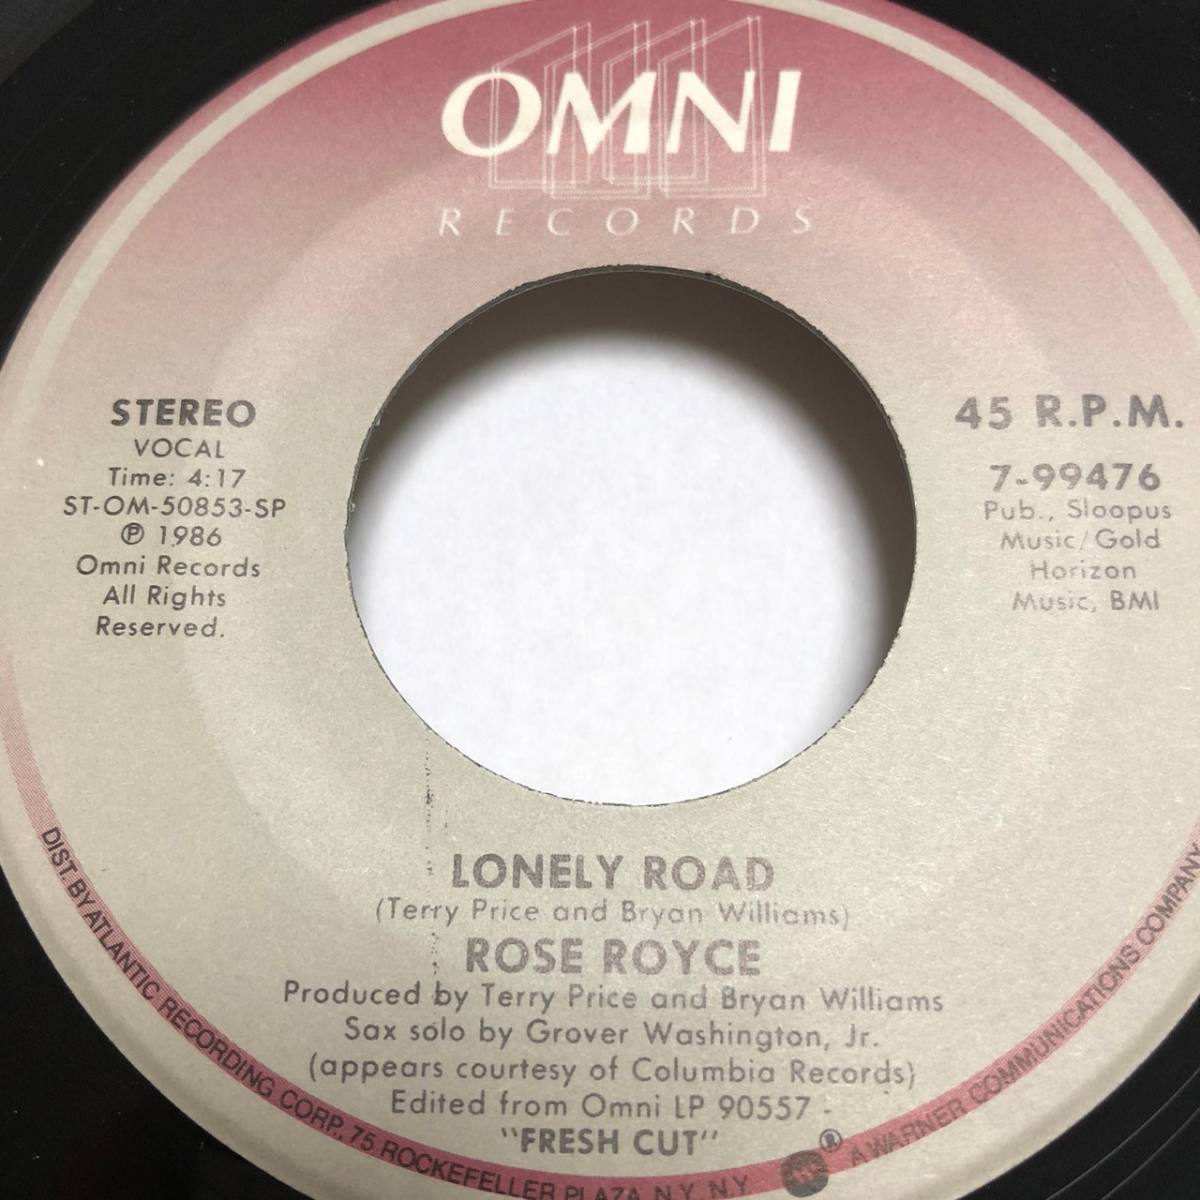 OMNI
RECORDS
STEREO
VOCAL
Time: 4:17
ST-OM-50853-SP
℗ 1986
Omni Records
All Rights
Reserved.
45 R.P.M.
7-99476
Pub., Sloopus
Music/Gold
Horizon
Music, BMI
LONELY ROAD
(Terry Price and Bryan Williams)
ROSE ROYCE
Produced by Terry Price and Bryan Williams
Sax solo by Grover Washington, Jr.
(appears courtesy of Columbia Records)
Edited from Omni LP 90557 -
"FRESH CUT"
DIST. BY ATLANTIC RECORDING CORP., 75 ROCKEFELLER PLAZA, N.Y., N.Y. ® A WARNER COMMUNICATIONS COMPANY